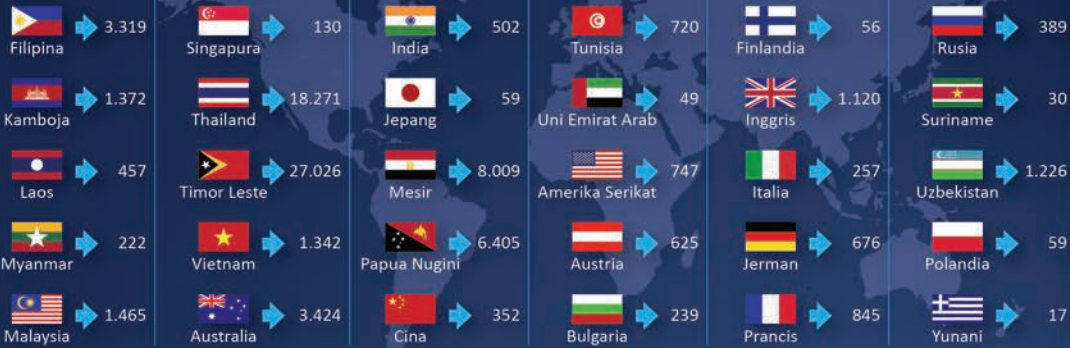 3.319
Filipina
1.372
Kamboja
457
Laos
222
Myanmar
1.465
Malaysia
130
Singapura
18.271
Thailand
27.026
Timor Leste
1.342
Vietnam
3.424
Australia
502
India
59
Jepang
8.009
Mesir
6.405
Papua Nugini
352
Cina
720
Tunisia
49
Uni Emirat Arab
747
Amerika Serikat
625
Austria
239
Bulgaria
56
Finlandia
1.120
Inggris
257
Italia
676
Jerman
845
Prancis
389
Rusia
30
Suriname
1.226
Uzbekistan
59
Polandia
17
Yunani